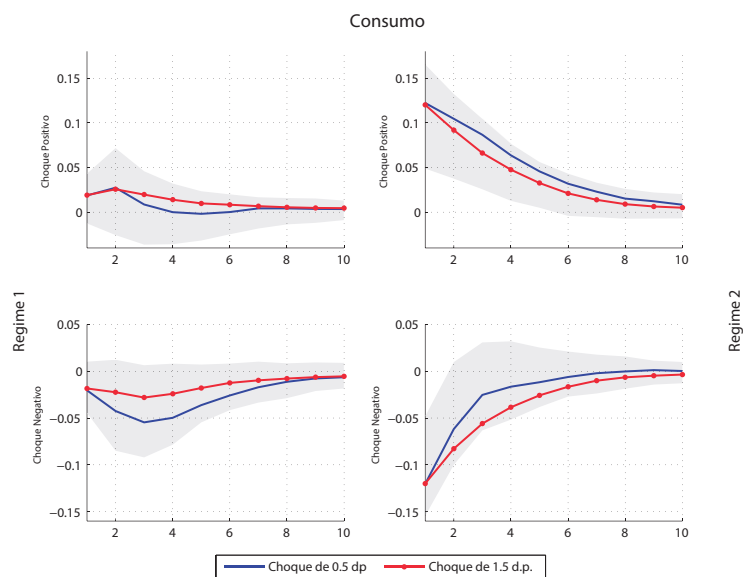 Consumo
Choque Positivo
0.15
0.1
0.05
0
2 4 6 8 10
Choque Positivo
0.15
0.1
0.05
0
2 4 6 8 10
Regime 1
Regime 2
Choque Negativo
0.05
0
−0.05
−0.1
−0.15
2 4 6 8 10
Choque Negativo
0.05
0
−0.05
−0.1
−0.15
2 4 6 8 10
Choque de 0.5 dp
Choque de 1.5 d.p.